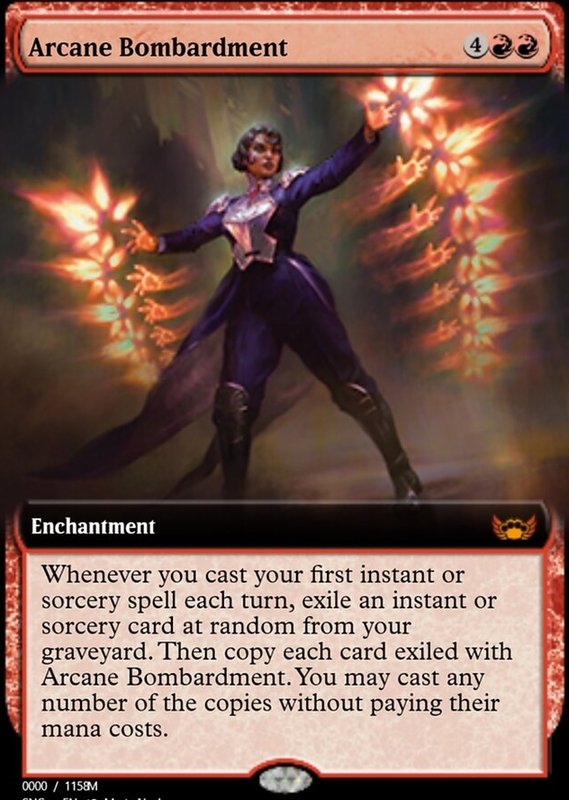 Arcane Bombardment 4
Enchantment
Whenever you cast your first instant or
sorcery spell each turn, exile an instant or
sorcery card at random from your
graveyard. Then copy each card exiled with
Arcane Bombardment. You may cast any
number of the copies without paying their
mana costs.
0000 / 1158M